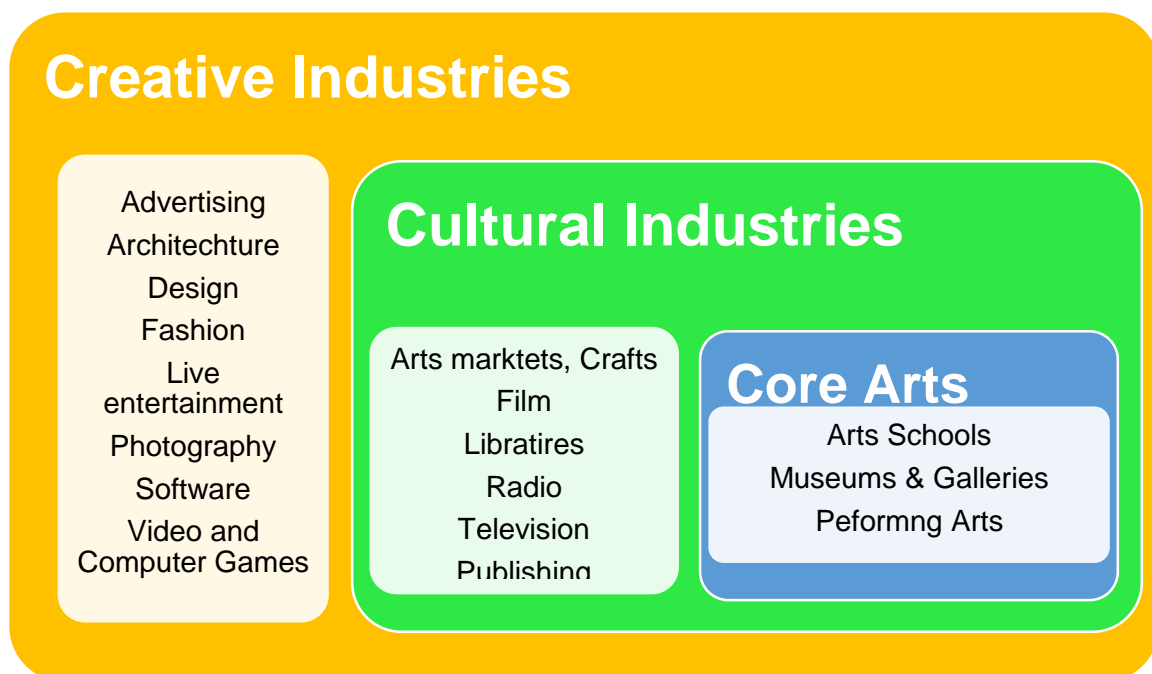 Creative Industries
Advertising
Architechture
Design
Fashion
Live
entertainment
Photography
Software
Video and
Computer Games
Cultural Industries
Arts marktets, Crafts
Film
Libratires
Radio
Television
Publishing
Core Arts
Arts Schools
Museums & Galleries
Peformng Arts